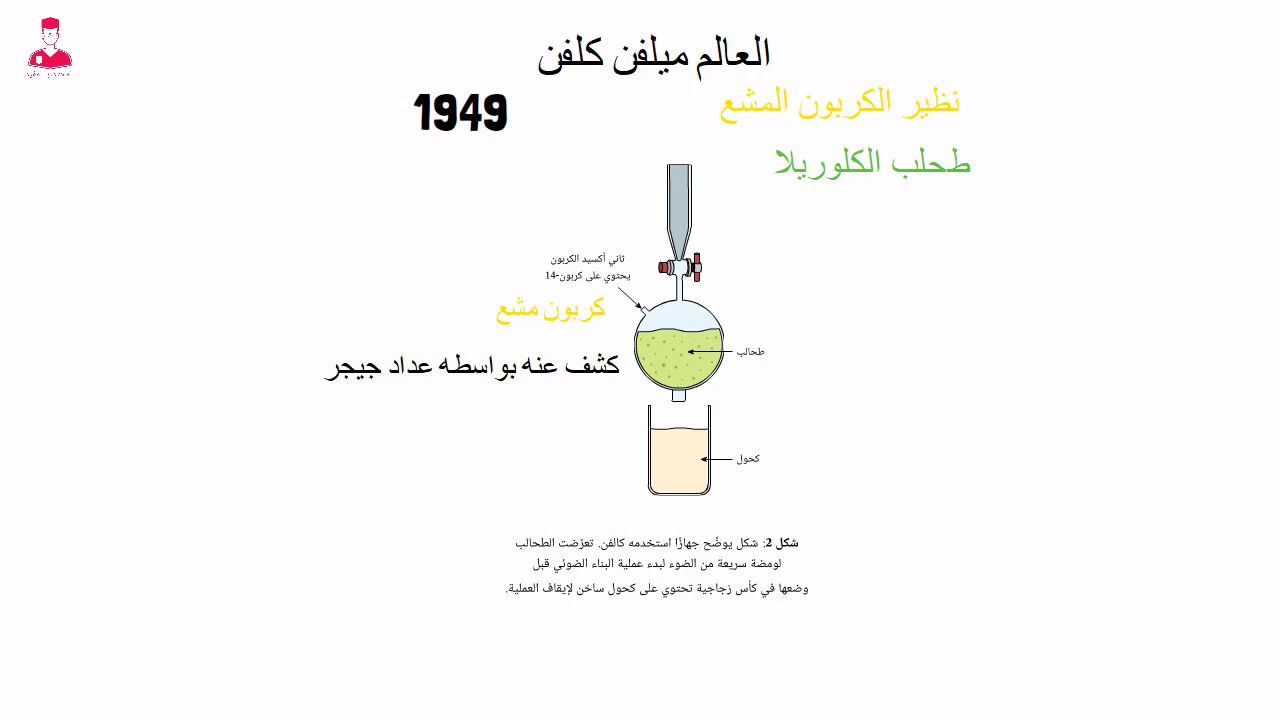 العالم ميلفن كلفن
نظير الكربون المشع
1949
طحلب الكلوريلا
ثاني أكسيد الكربون
يحتوي على كربون-14
كربون مشع
طحالب
كشف عنه بواسطه عداد جيجر
كحول
شكل 2: شكل يوضّح جهازًا استخدمه كالفن. تعرّضت الطحالب
لومضة سريعة من الضوء لبدء عملية البناء الضوئي قبل
وضعها في كأس زجاجية تحتوي على كحول ساخن لإيقاف العملية.